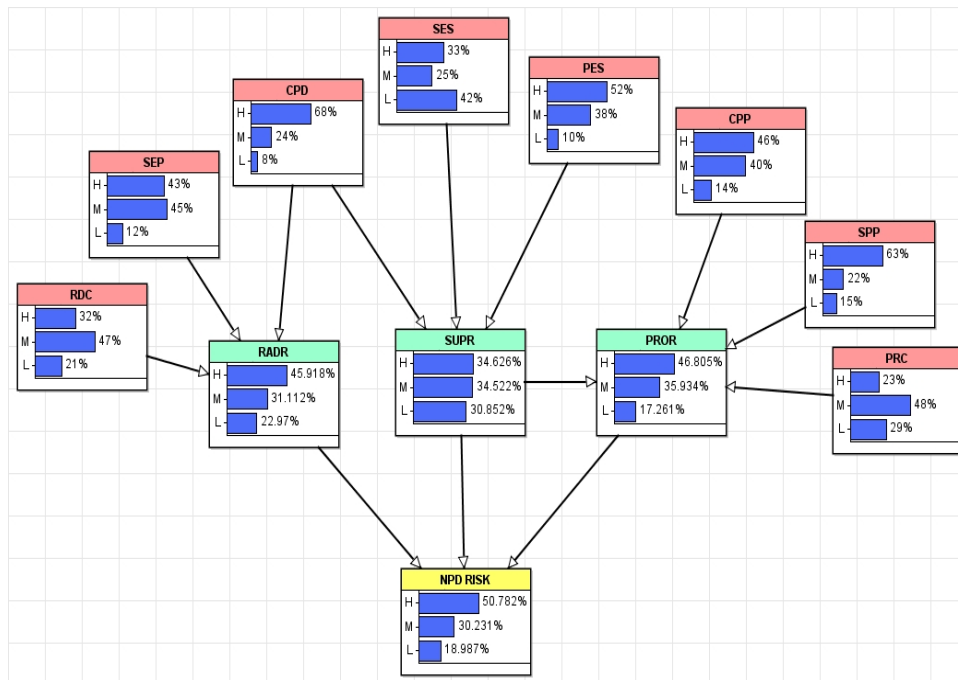 SES
H 33%
M 25%
L 42%
PES
H 52%
M 38%
L 10%
CPD
H 68%
M 24%
L 8%
CPP
H 46%
M 40%
L 14%
SEP
H 43%
M 45%
L 12%
SPP
H 63%
M 22%
L 15%
RDC
H 32%
M 47%
L 21%
RADR
H 45.918%
M 31.112%
L 22.97%
SUPR
H 34.626%
M 34.522%
L 30.852%
PROR
H 46.805%
M 35.934%
L 17.261%
PRC
H 23%
M 48%
L 29%
NPD RISK
H 50.782%
M 30.231%
L 18.987%